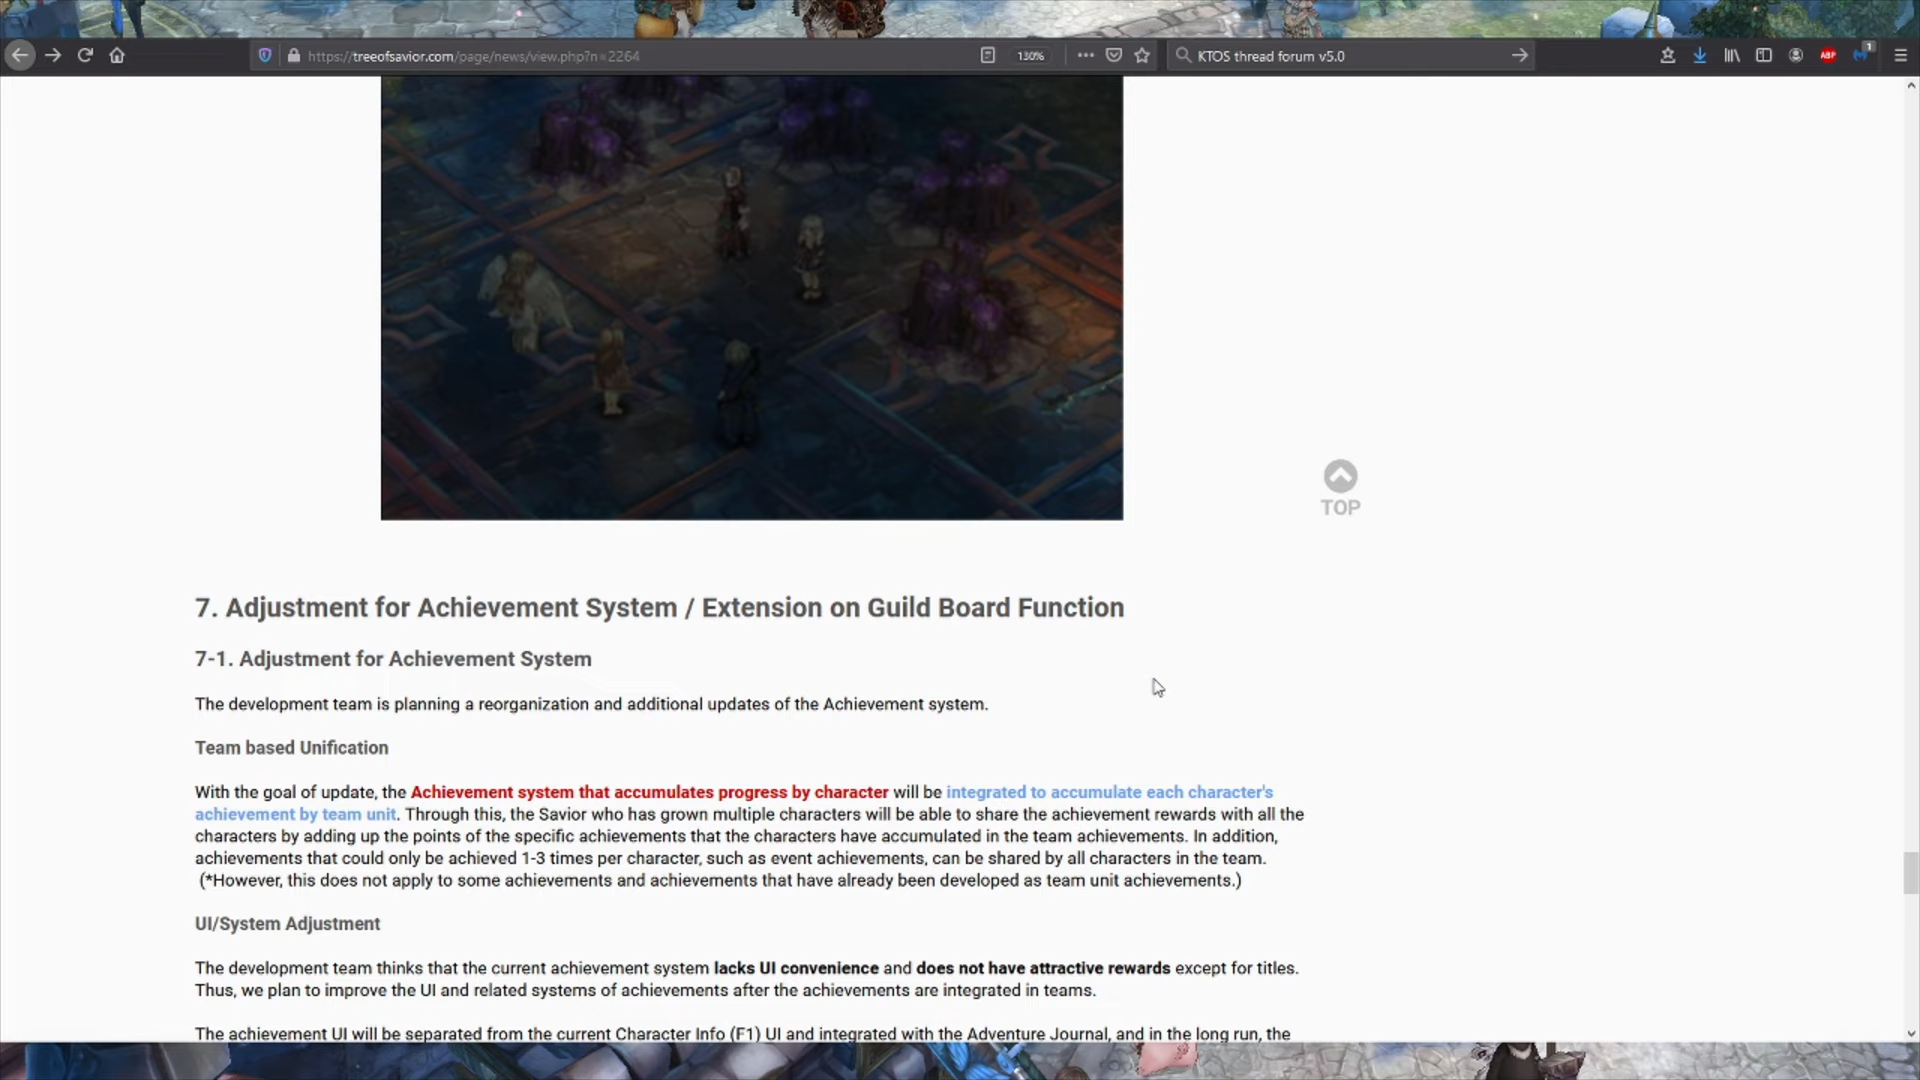 https://treeofsavior.com/page/news/view.php?n=2264
130%
KTOS thread forum v5.0
ABP
1
TOP
7. Adjustment for Achievement System / Extension on Guild Board Function
7-1. Adjustment for Achievement System
The development team is planning a reorganization and additional updates of the Achievement system.
Team based Unification
With the goal of update, the Achievement system that accumulates progress by character will be integrated to accumulate each character's
achievement by team unit. Through this, the Savior who has grown multiple characters will be able to share the achievement rewards with all the
characters by adding up the points of the specific achievements that the characters have accumulated in the team achievements. In addition,
achievements that could only be achieved 1-3 times per character, such as event achievements, can be shared by all characters in the team.
(*However, this does not apply to some achievements and achievements that have already been developed as team unit achievements.)
UI/System Adjustment
The development team thinks that the current achievement system lacks UI convenience and does not have attractive rewards except for titles.
Thus, we plan to improve the UI and related systems of achievements after the achievements are integrated in teams.
The achievement UI will be separated from the current Character Info (F1) UI and integrated with the Adventure Journal, and in the long run, the